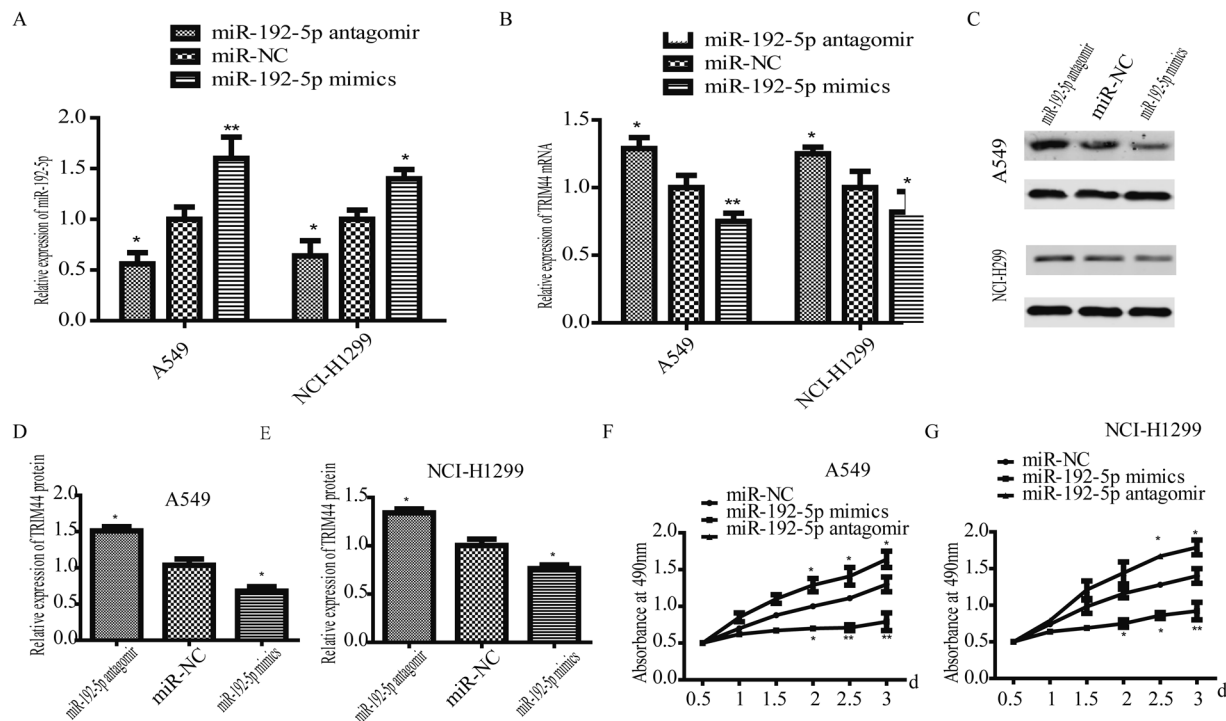 A
miR-192-5p antagomir
miR-NC
miR-192-5p mimics
Relative expression of miR-192-5p
2.0
1.5
1.0
0.5
0.0
*
**
*
*
A549
NCI-H1299
B
miR-192-5p antagomir
miR-NC
miR-192-5p mimics
Relative expression of TRIM44 mRNA
1.5
1.0
0.5
0.0
*
**
*
*
A549
NCI-H1299
C
miR-192-5p antagomir
miR-NC
miR-192-5p mimics
A549
NCI-H299
D
A549
Relative expression of TRIM44 protein
2.0
1.5
1.0
0.5
0.0
*
*
miR-192-5p antagomir
miR-NC
miR-192-5p mimics
E
NCI-H1299
Relative expression of TRIM44 protein
1.5
1.0
0.5
0.0
*
*
miR-192-5p antagomir
miR-NC
miR-192-5p mimics
F
A549
miR-NC
miR-192-5p mimics
miR-192-5p antagomir
Absorbance at 490nm
2.0
1.5
1.0
0.5
0.0
* * *
* ** **
0.5 1 1.5 2 2.5 3 d
G
NCI-H1299
miR-NC
miR-192-5p mimics
miR-192-5p antagomir
Absorbance at 490nm
2.0
1.5
1.0
0.5
0.0
* *
* * **
0.5 1 1.5 2 2.5 3 d